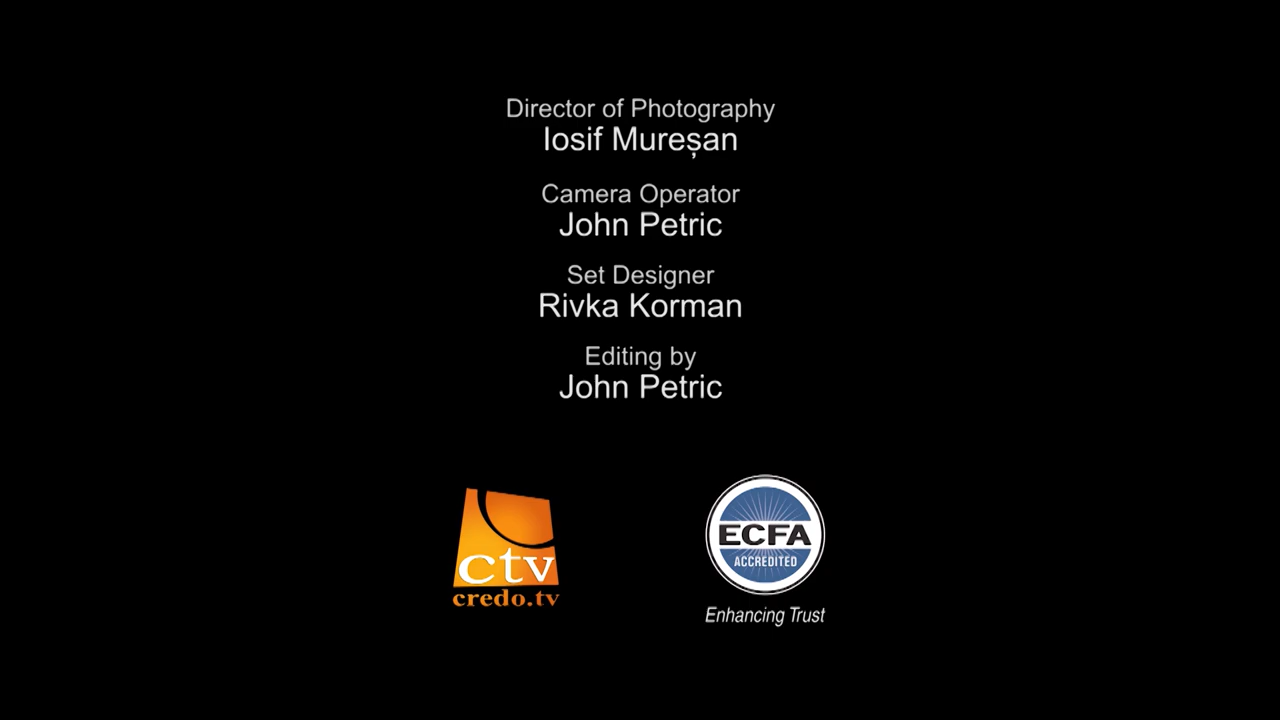 Director of Photography
Iosif Mureșan
Camera Operator
John Petric
Set Designer
Rivka Korman
Editing by
John Petric
ctv
credo.tv
ECFA
ACCREDITED
Enhancing Trust